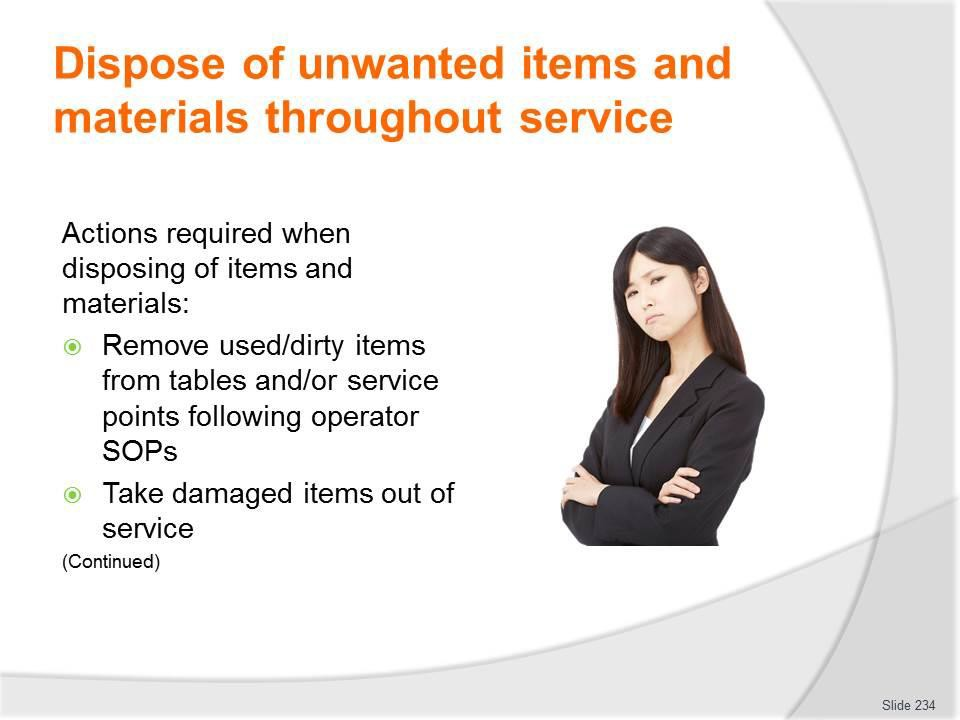 Dispose of unwanted items and
materials throughout service
Actions required when
disposing of items and
materials:
Remove used/dirty items
from tables and/or service
points following operator
SOPs
Take damaged items out of
service
(Continued)
Slide 234